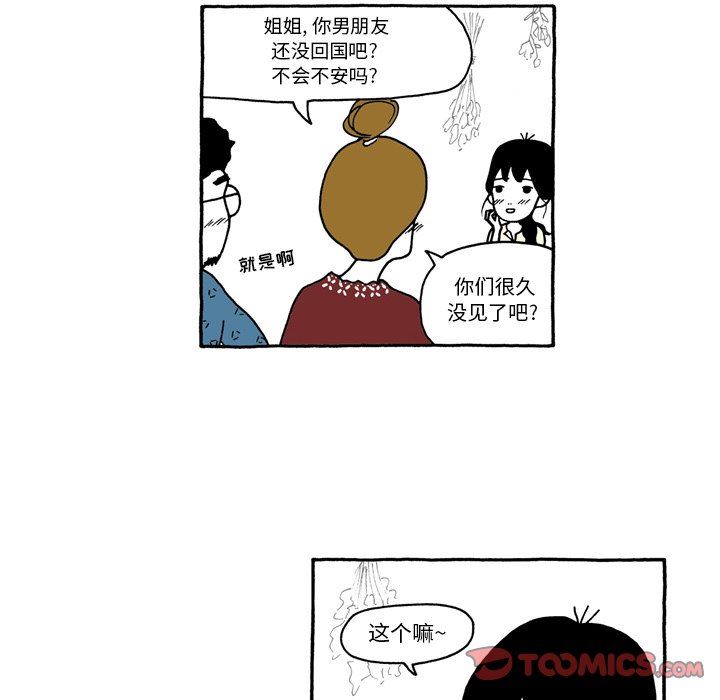 姐姐, 你男朋友
还没回国吧?
不会不安吗?
就是啊
你们很久
没见了吧?
这个嘛~
TOOMICS.COM